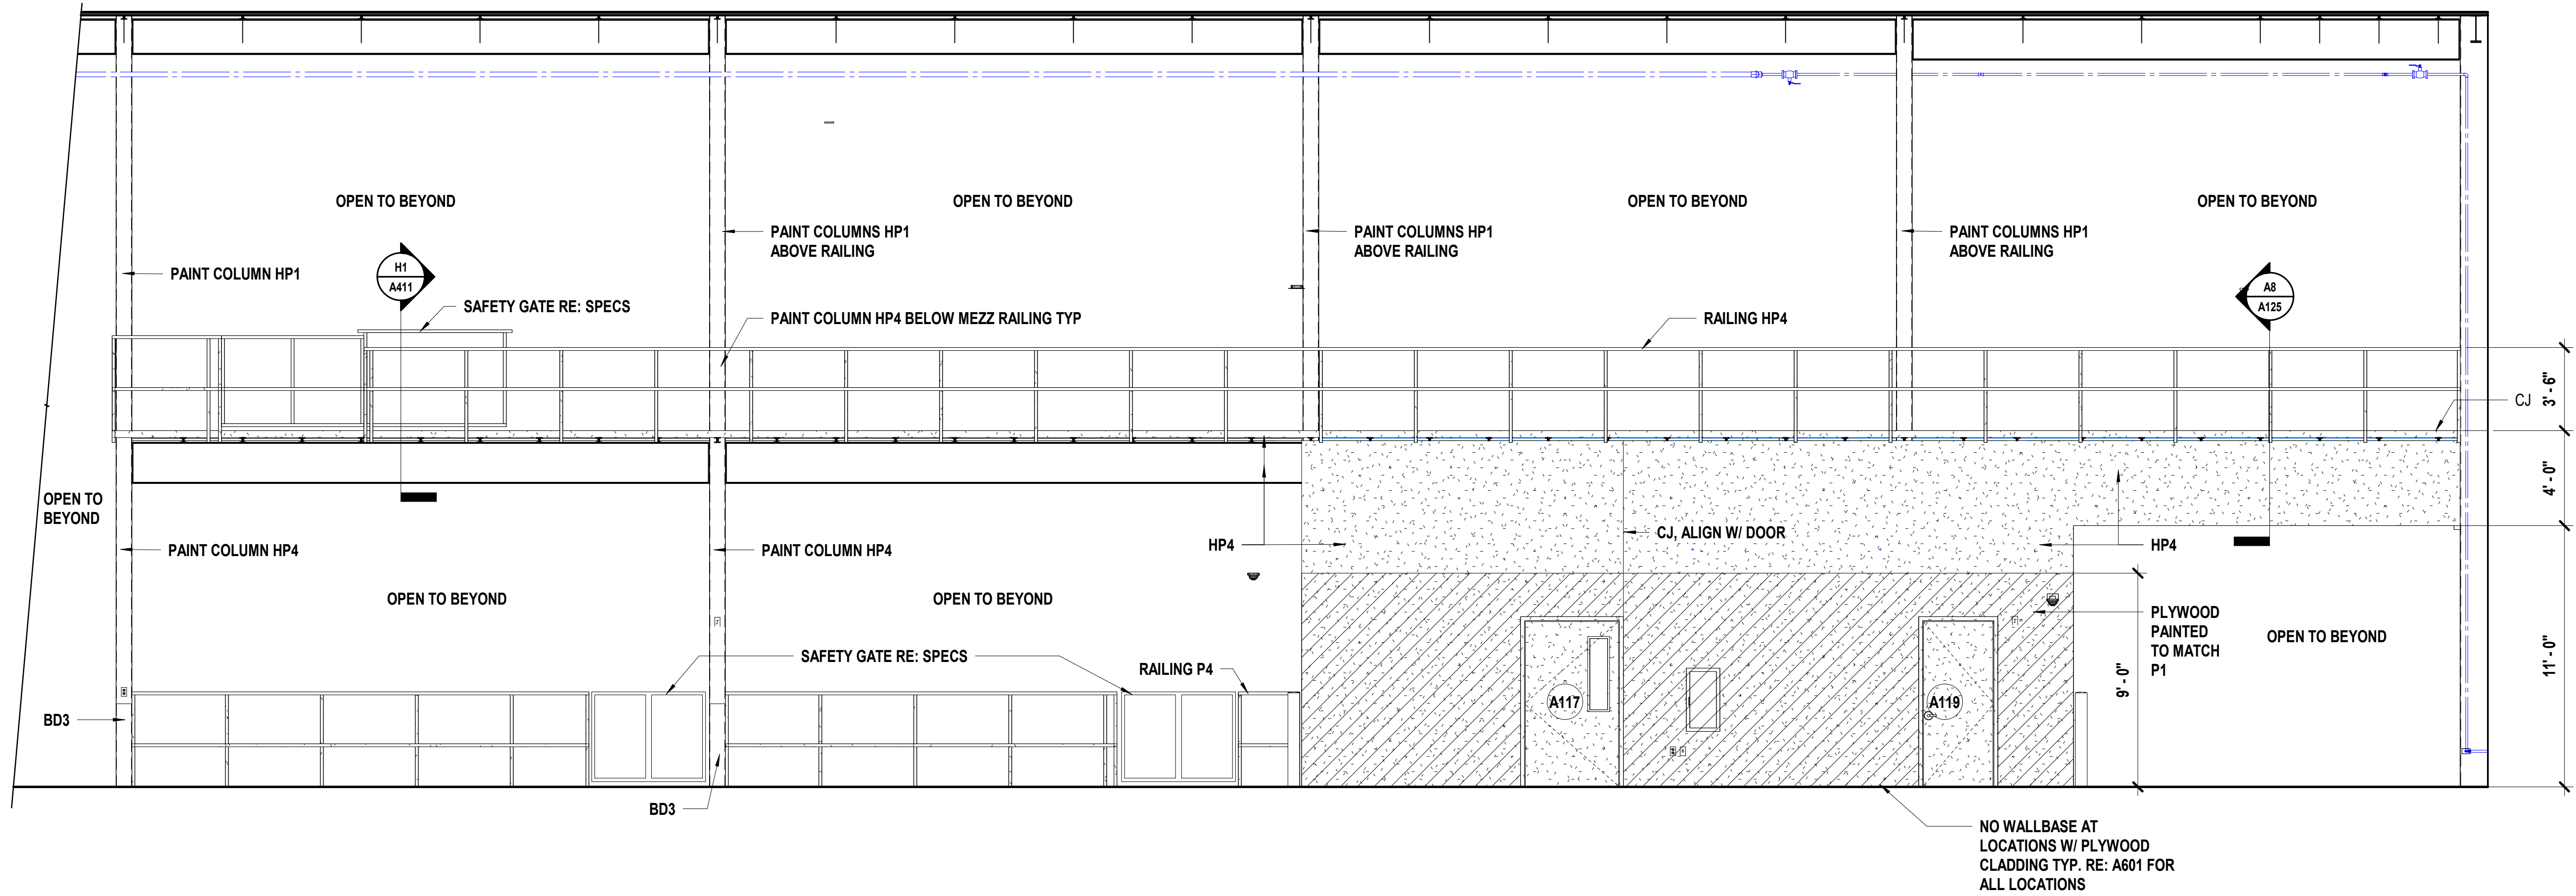 OPEN TO BEYOND
OPEN TO BEYOND
OPEN TO BEYOND
OPEN TO BEYOND
PAINT COLUMN HP1
H1
A411
SAFETY GATE RE: SPECS
PAINT COLUMNS HP1
ABOVE RAILING
PAINT COLUMN HP4 BELOW MEZZ RAILING TYP
PAINT COLUMNS HP1
ABOVE RAILING
RAILING HP4
PAINT COLUMNS HP1
ABOVE RAILING
A8
A125
CJ
3' - 6"
4' - 0"
11' - 0"
OPEN TO
BEYOND
PAINT COLUMN HP4
PAINT COLUMN HP4
HP4
CJ, ALIGN W/ DOOR
HP4
OPEN TO BEYOND
OPEN TO BEYOND
PLYWOOD
PAINTED
TO MATCH
P1
OPEN TO BEYOND
9' - 0"
SAFETY GATE RE: SPECS
RAILING P4
A117
A119
BD3
BD3
NO WALLBASE AT
LOCATIONS W/ PLYWOOD
CLADDING TYP. RE: A601 FOR
ALL LOCATIONS